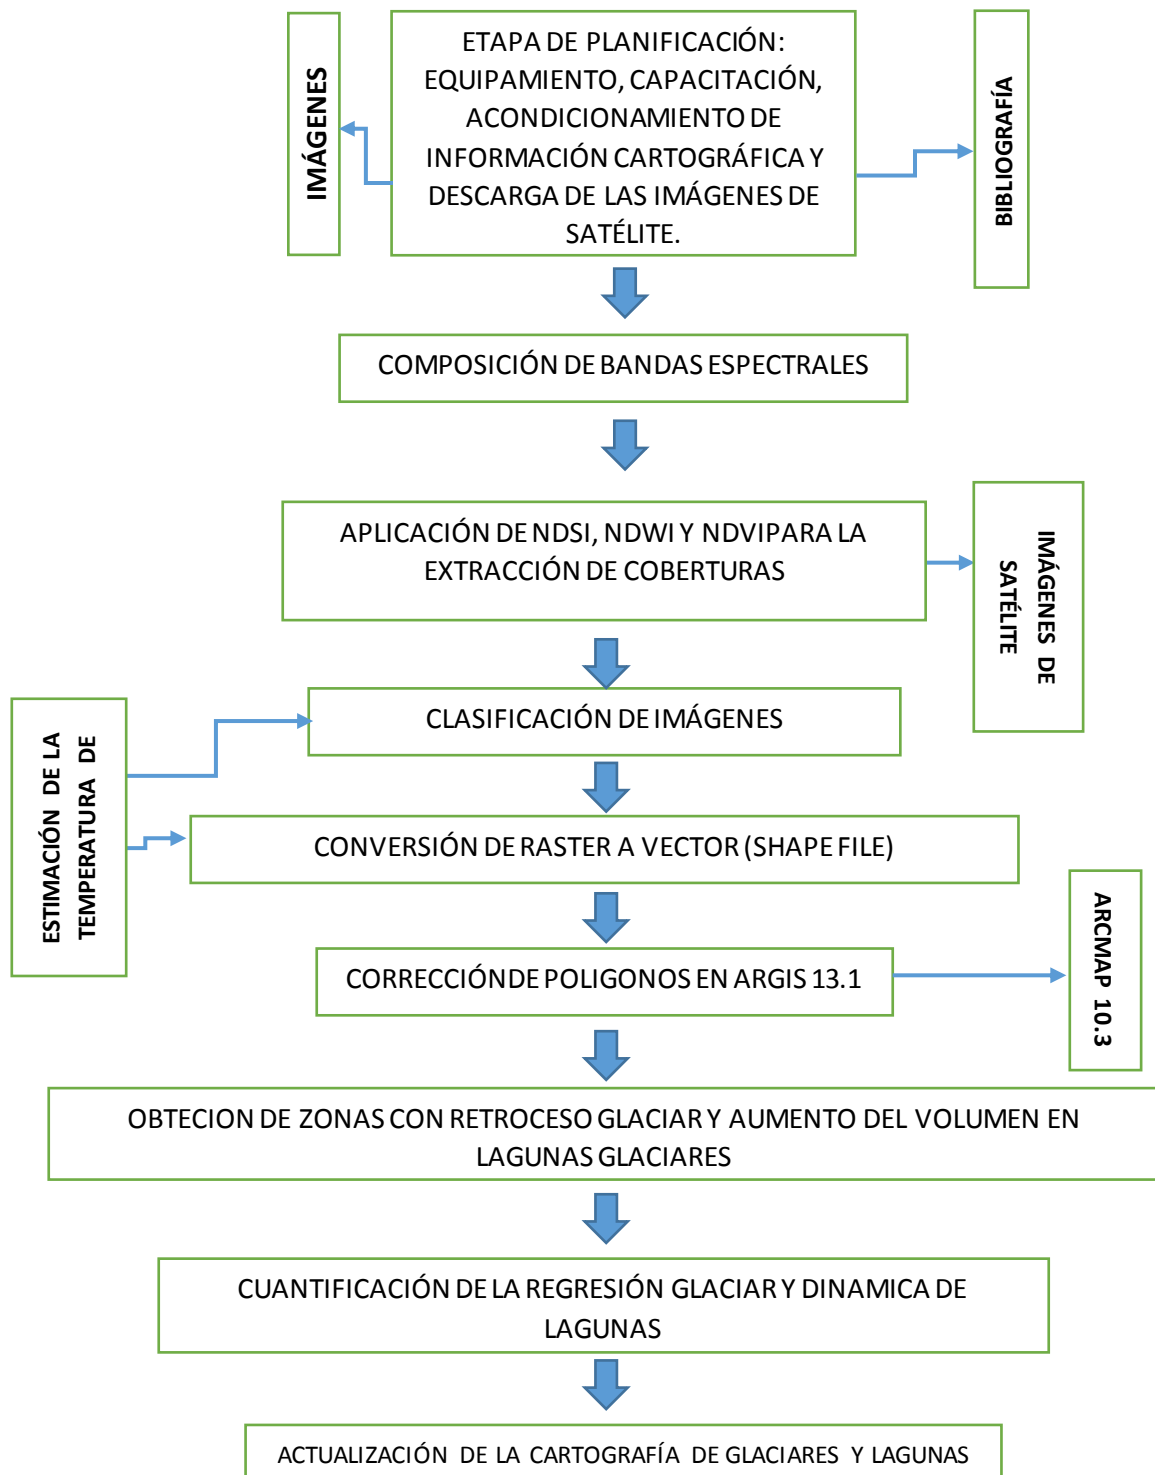 IMÁGENES
ETAPA DE PLANIFICACIÓN:
EQUIPAMIENTO, CAPACITACIÓN,
ACONDICIONAMIENTO DE
INFORMACIÓN CARTOGRÁFICA Y
DESCARGA DE LAS IMÁGENES DE
SATÉLITE.
BIBLIOGRAFÍA
COMPOSICIÓN DE BANDAS ESPECTRALES
APLICACIÓN DE NDSI, NDWI Y NDVIPARA LA
EXTRACCIÓN DE COBERTURAS
IMÁGENES DE
SATÉLITE
CLASIFICACIÓN DE IMÁGENES
ESTIMACIÓN DE LA
TEMPERATURA DE
CONVERSIÓN DE RASTER A VECTOR (SHAPE FILE)
CORRECCIÓNDE POLIGONOS EN ARGIS 13.1
ARCMAP 10.3
OBTECION DE ZONAS CON RETROCESO GLACIAR Y AUMENTO DEL VOLUMEN EN
LAGUNAS GLACIARES
CUANTIFICACIÓN DE LA REGRESIÓN GLACIAR Y DINAMICA DE
LAGUNAS
ACTUALIZACIÓN DE LA CARTOGRAFÍA DE GLACIARES Y LAGUNAS